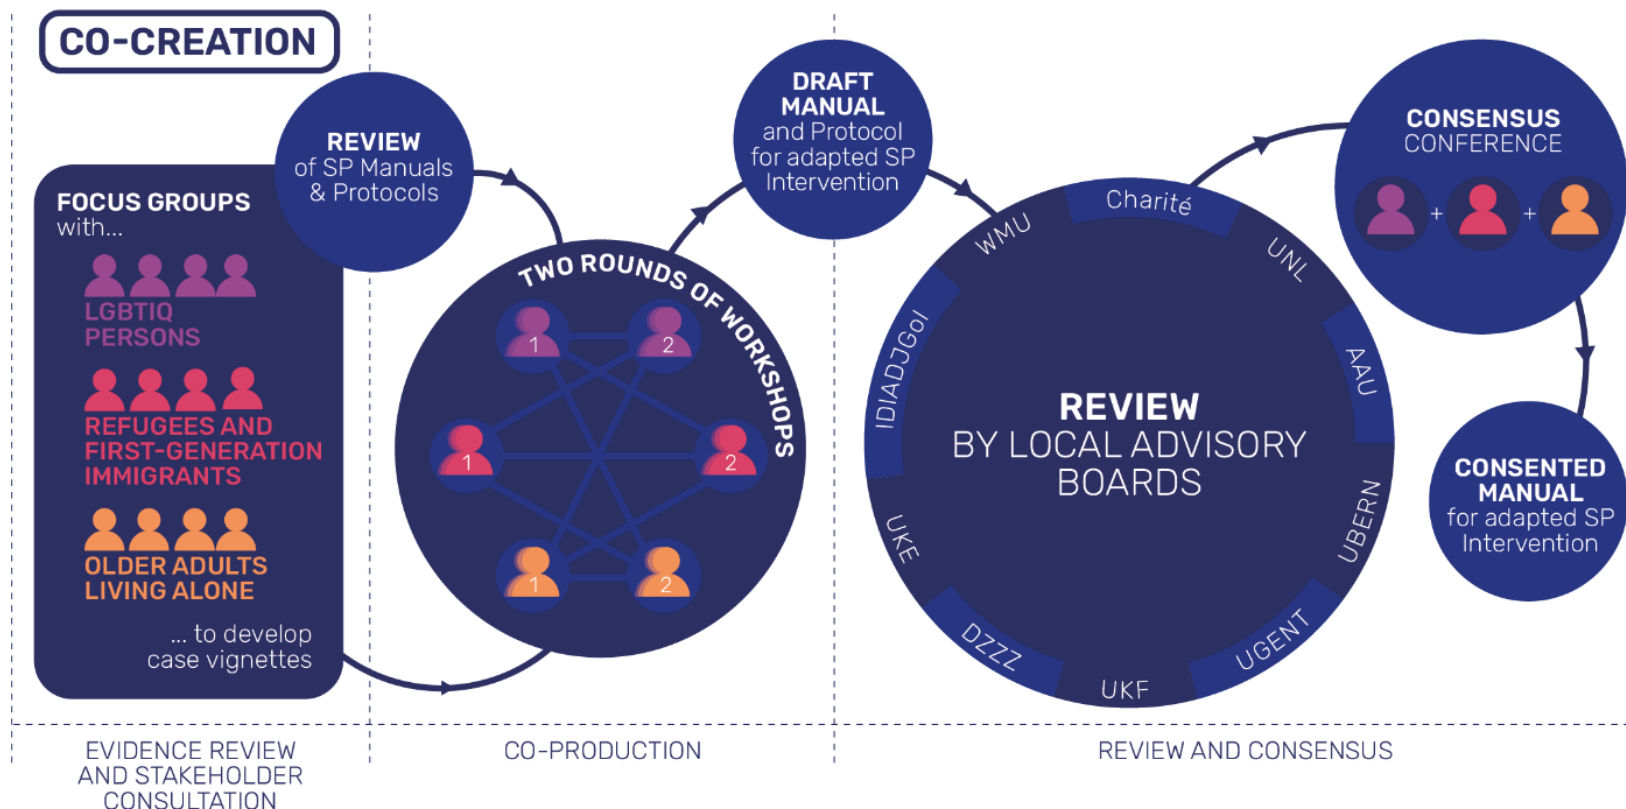 CO-CREATION
REVIEW
of SP Manuals
& Protocols
FOCUS GROUPS
with...
LGBTIQ
PERSONS
REFUGEES AND
FIRST-GENERATION
IMMIGRANTS
OLDER ADULTS
LIVING ALONE
... to develop
case vignettes
TWO ROUNDS OF WORKSHOPS
1
2
1
2
1
2
DRAFT
MANUAL
and Protocol
for adapted SP
Intervention
REVIEW
BY LOCAL ADVISORY
BOARDS
Charité
UNL
AAU
UBERN
UGENT
UKF
DZZZ
UKE
IDIADJGol
WMU
CONSENSUS
CONFERENCE
+
+
CONSENTED
MANUAL
for adapted SP
Intervention
EVIDENCE REVIEW
AND STAKEHOLDER
CONSULTATION
CO-PRODUCTION
REVIEW AND CONSENSUS